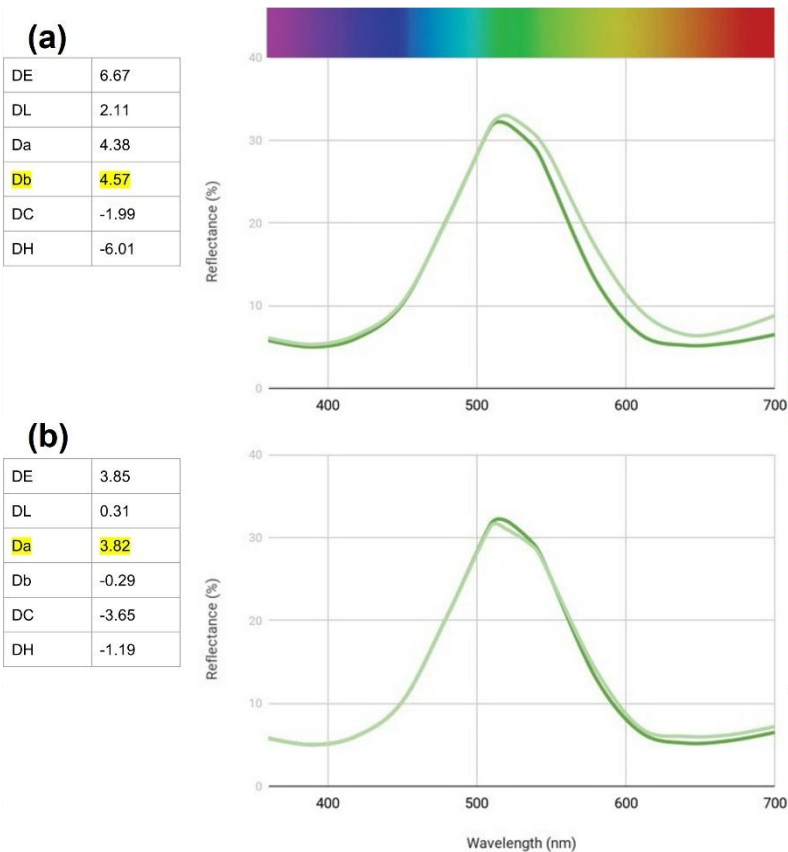 (a)
DE 6.67
DL 2.11
Da 4.38
Db 4.57
DC -1.99
DH -6.01
Reflectance (%)
40
30
20
10
0
400 500 600 700
(b)
DE 3.85
DL 0.31
Da 3.82
Db -0.29
DC -3.65
DH -1.19
Reflectance (%)
40
30
20
10
0
400 500 600 700
Wavelength (nm)